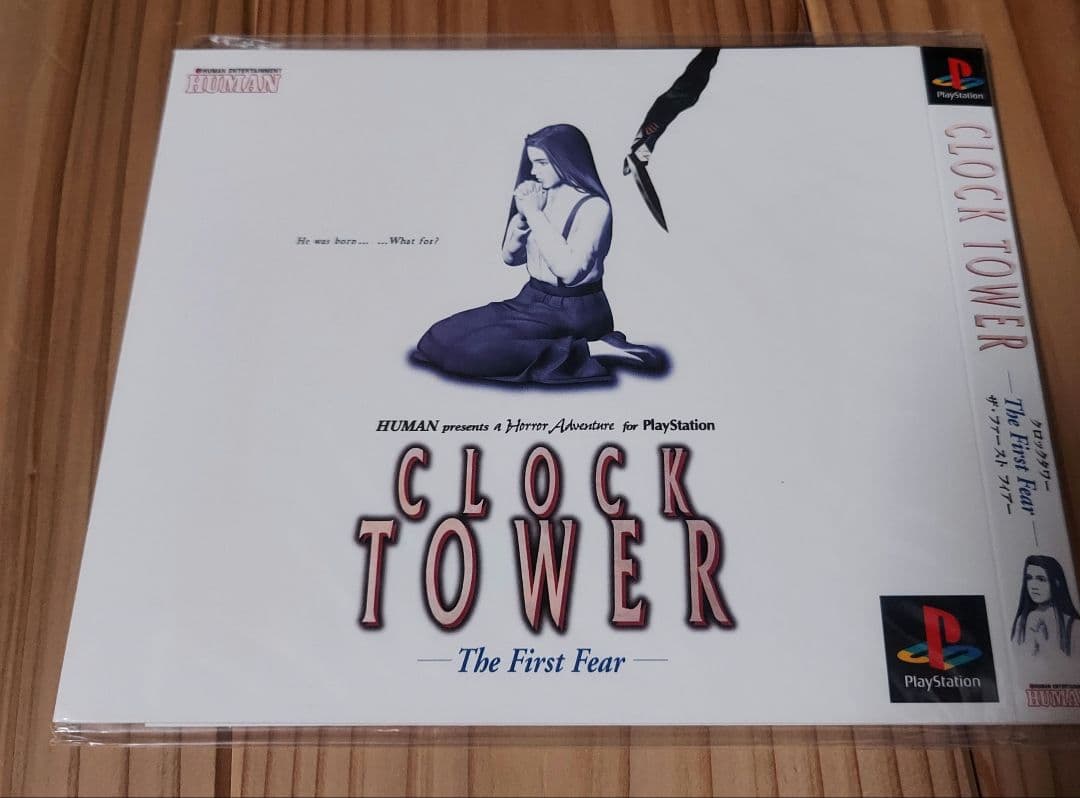 HUMAN ENTERTAINMENT
HUMAN
He was born... ...What for?
HUMAN presents a Horror Adventure for PlayStation
CLOCK
TOWER
The First Fear
PlayStation
PlayStation
CLOCK TOWER
The First Fear
クロックタワー
ザ・ファースト フィアー
HUMAN ENTERTAINMENT
HUMAN